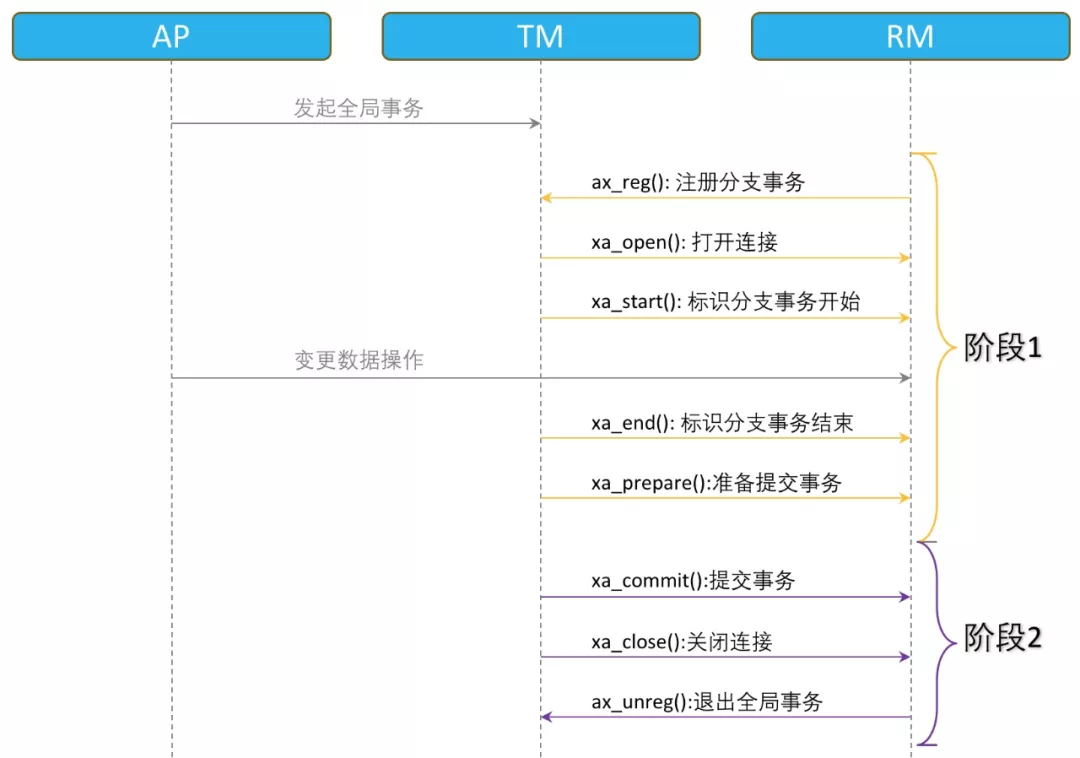 AP
TM
RM
发起全局事务
ax_reg(): 注册分支事务
xa_open(): 打开连接
xa_start(): 标识分支事务开始
阶段1
变更数据操作
xa_end(): 标识分支事务结束
xa_prepare():准备提交事务
xa_commit():提交事务
xa_close():关闭连接
阶段2
ax_unreg():退出全局事务